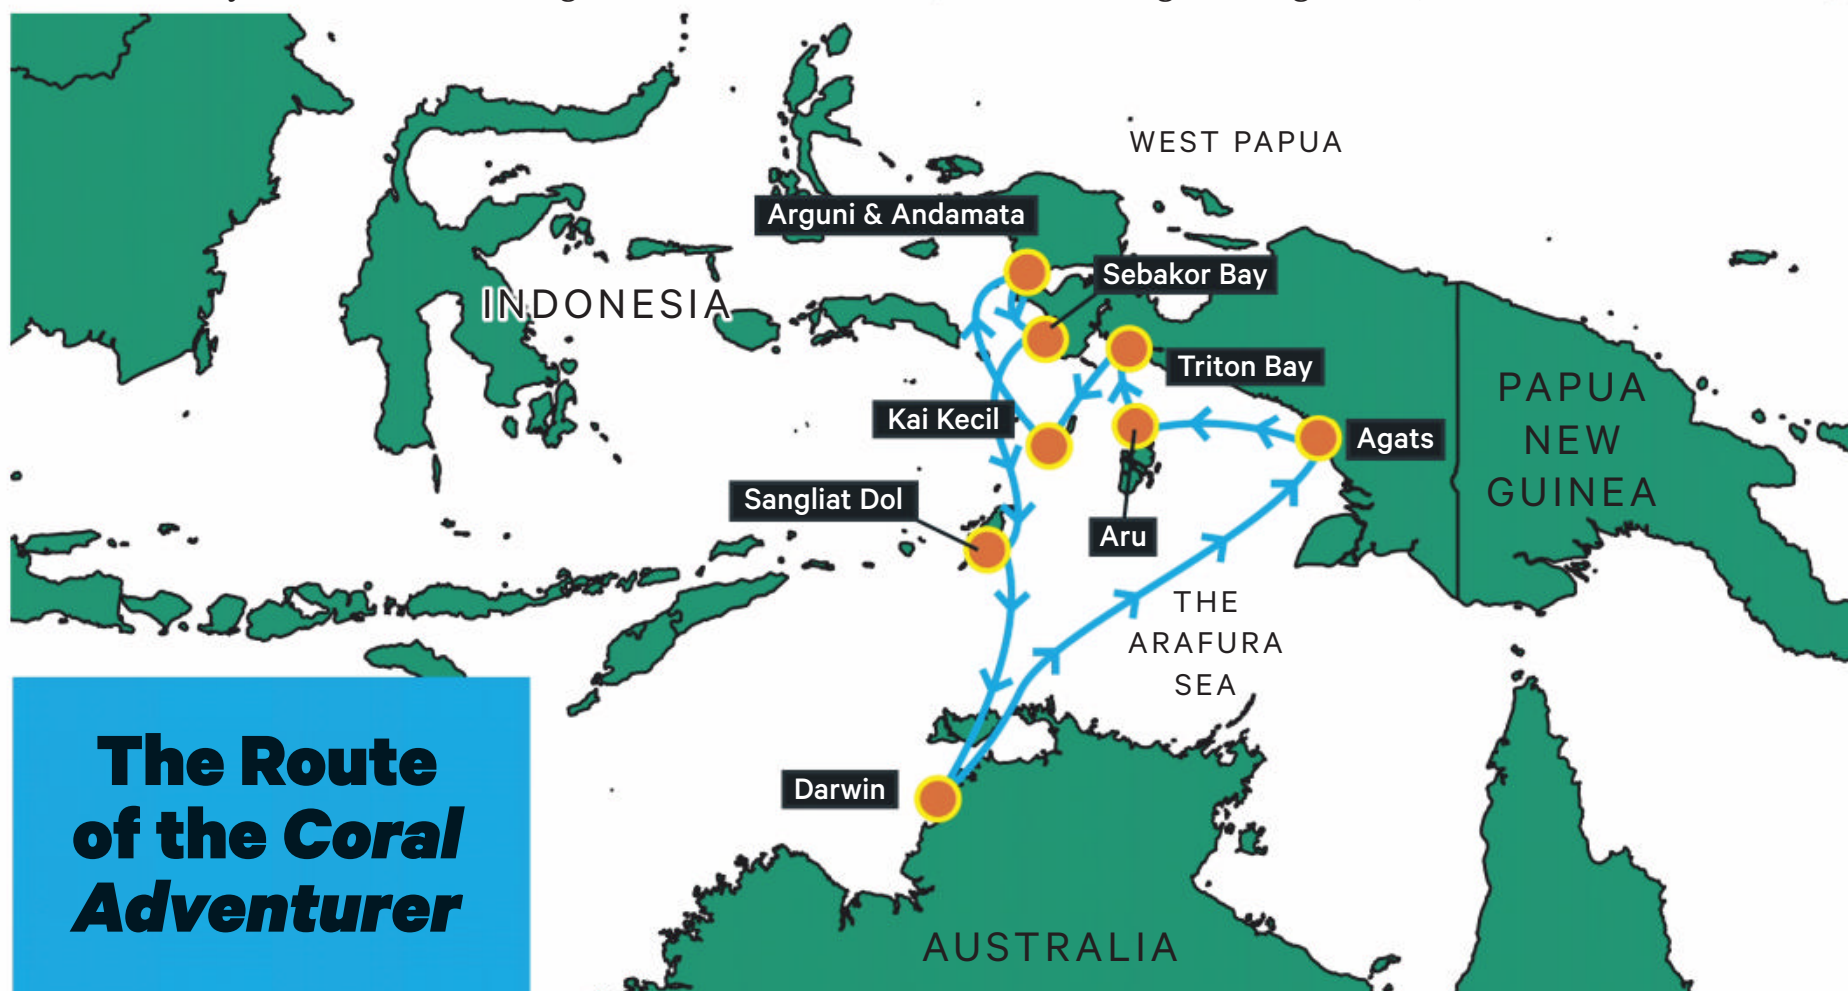 WEST PAPUA
Arguni & Andamata
Sebakor Bay
INDONESIA
Triton Bay
PAPUA
NEW
GUINEA
Kai Kecil
Agats
Sangliat Dol
Aru
THE
ARAFURA
SEA
Darwin
The Route
of the Coral
Adventurer
AUSTRALIA